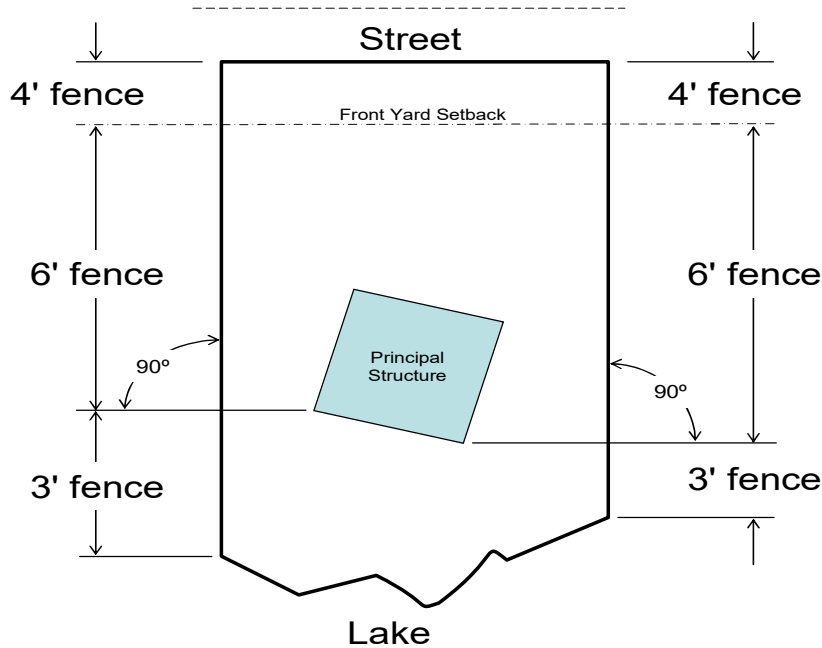 Street
4' fence
4' fence
Front Yard Setback
6' fence
6' fence
Principal
Structure
90º
90º
3' fence
3' fence
Lake